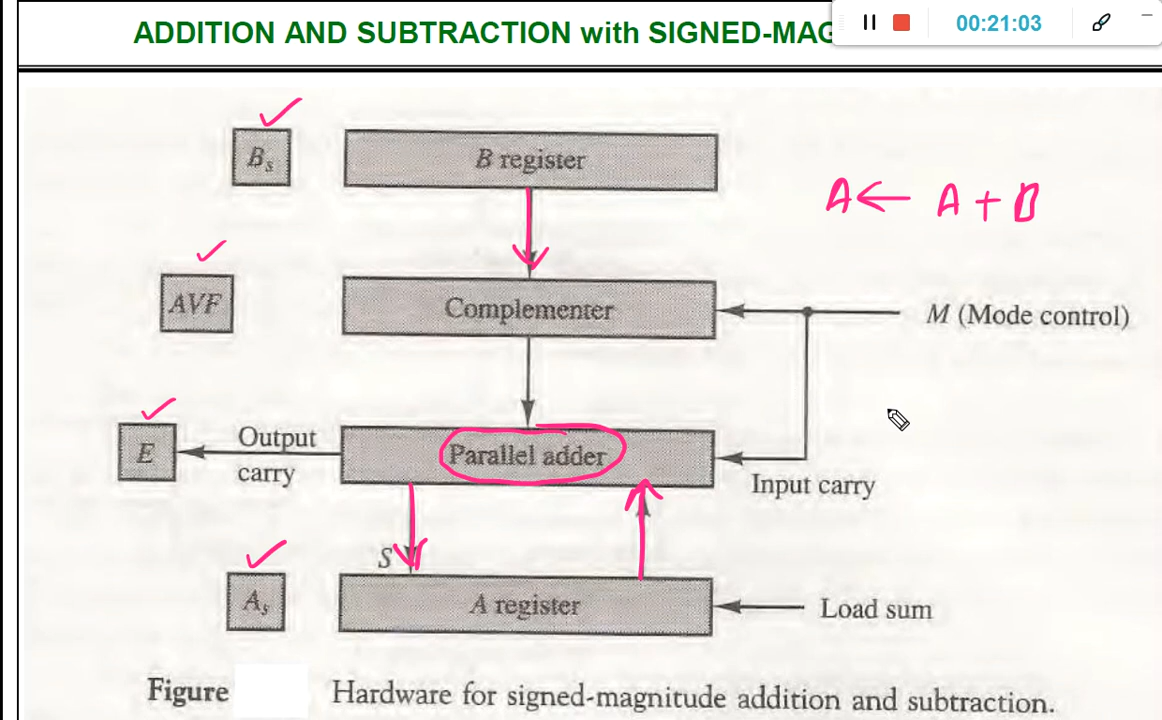 ADDITION AND SUBTRACTION with SIGNED-MAG
00:21:03
Bs
B register
A ← A + B
AVF
Complementer
M (Mode control)
E
Output
carry
Parallel adder
Input carry
S
As
A register
Load sum
Figure
Hardware for signed-magnitude addition and subtraction.